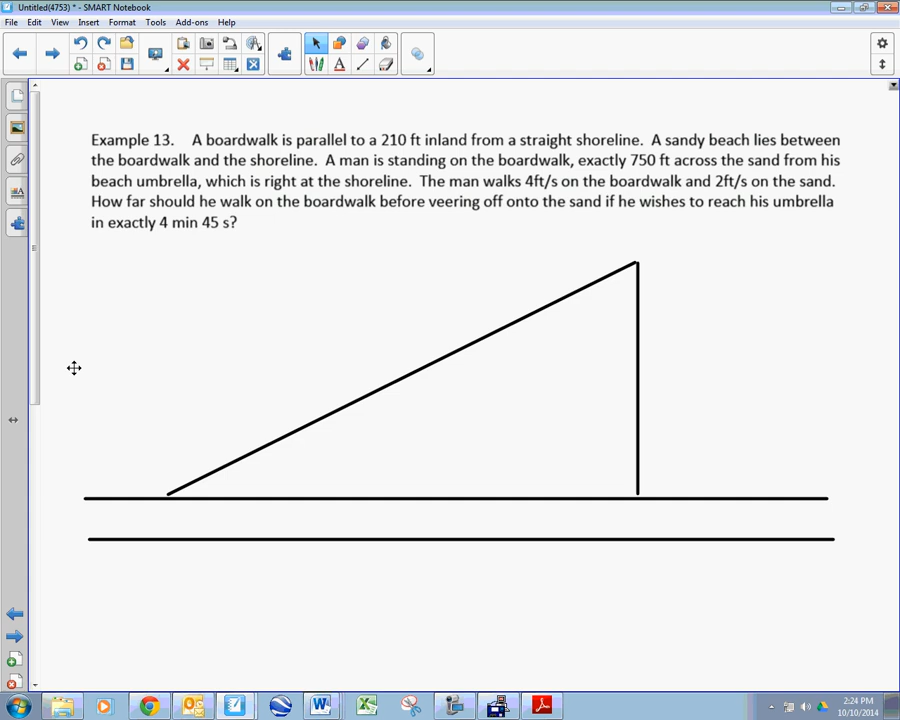 Untitled(4753) * - SMART Notebook
File Edit View Insert Format Tools Add-ons Help
Example 13. A boardwalk is parallel to a 210 ft inland from a straight shoreline. A sandy beach lies between
the boardwalk and the shoreline. A man is standing on the boardwalk, exactly 750 ft across the sand from his
beach umbrella, which is right at the shoreline. The man walks 4ft/s on the boardwalk and 2ft/s on the sand.
How far should he walk on the boardwalk before veering off onto the sand if he wishes to reach his umbrella
in exactly 4 min 45 s?
2:24 PM
10/10/2014